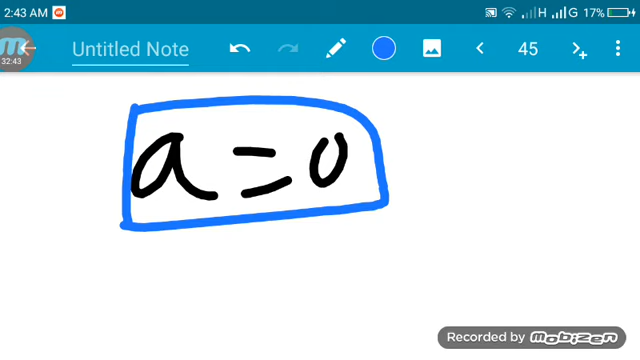 2:43 AM H G 17%
Untitled Note 45
32:43
a = 0
Recorded by mobizen